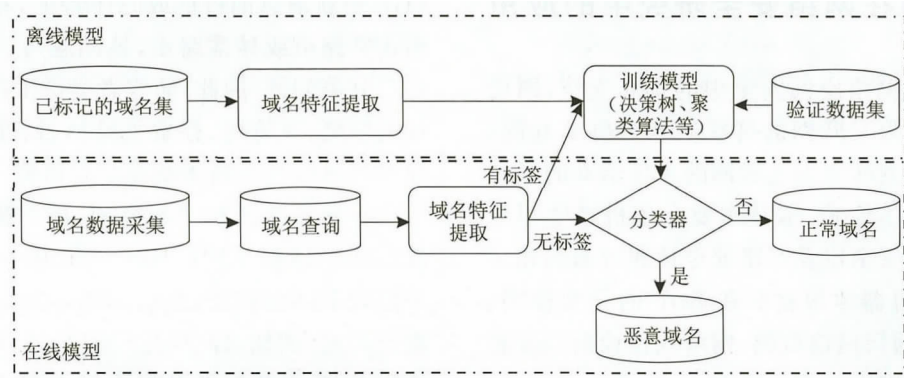 离线模型
已标记的域名集
域名特征提取
训练模型
(决策树、聚
类算法等)
验证数据集
有标签
域名数据采集
域名查询
域名特征
提取
无标签
分类器
否
正常域名
是
恶意域名
在线模型